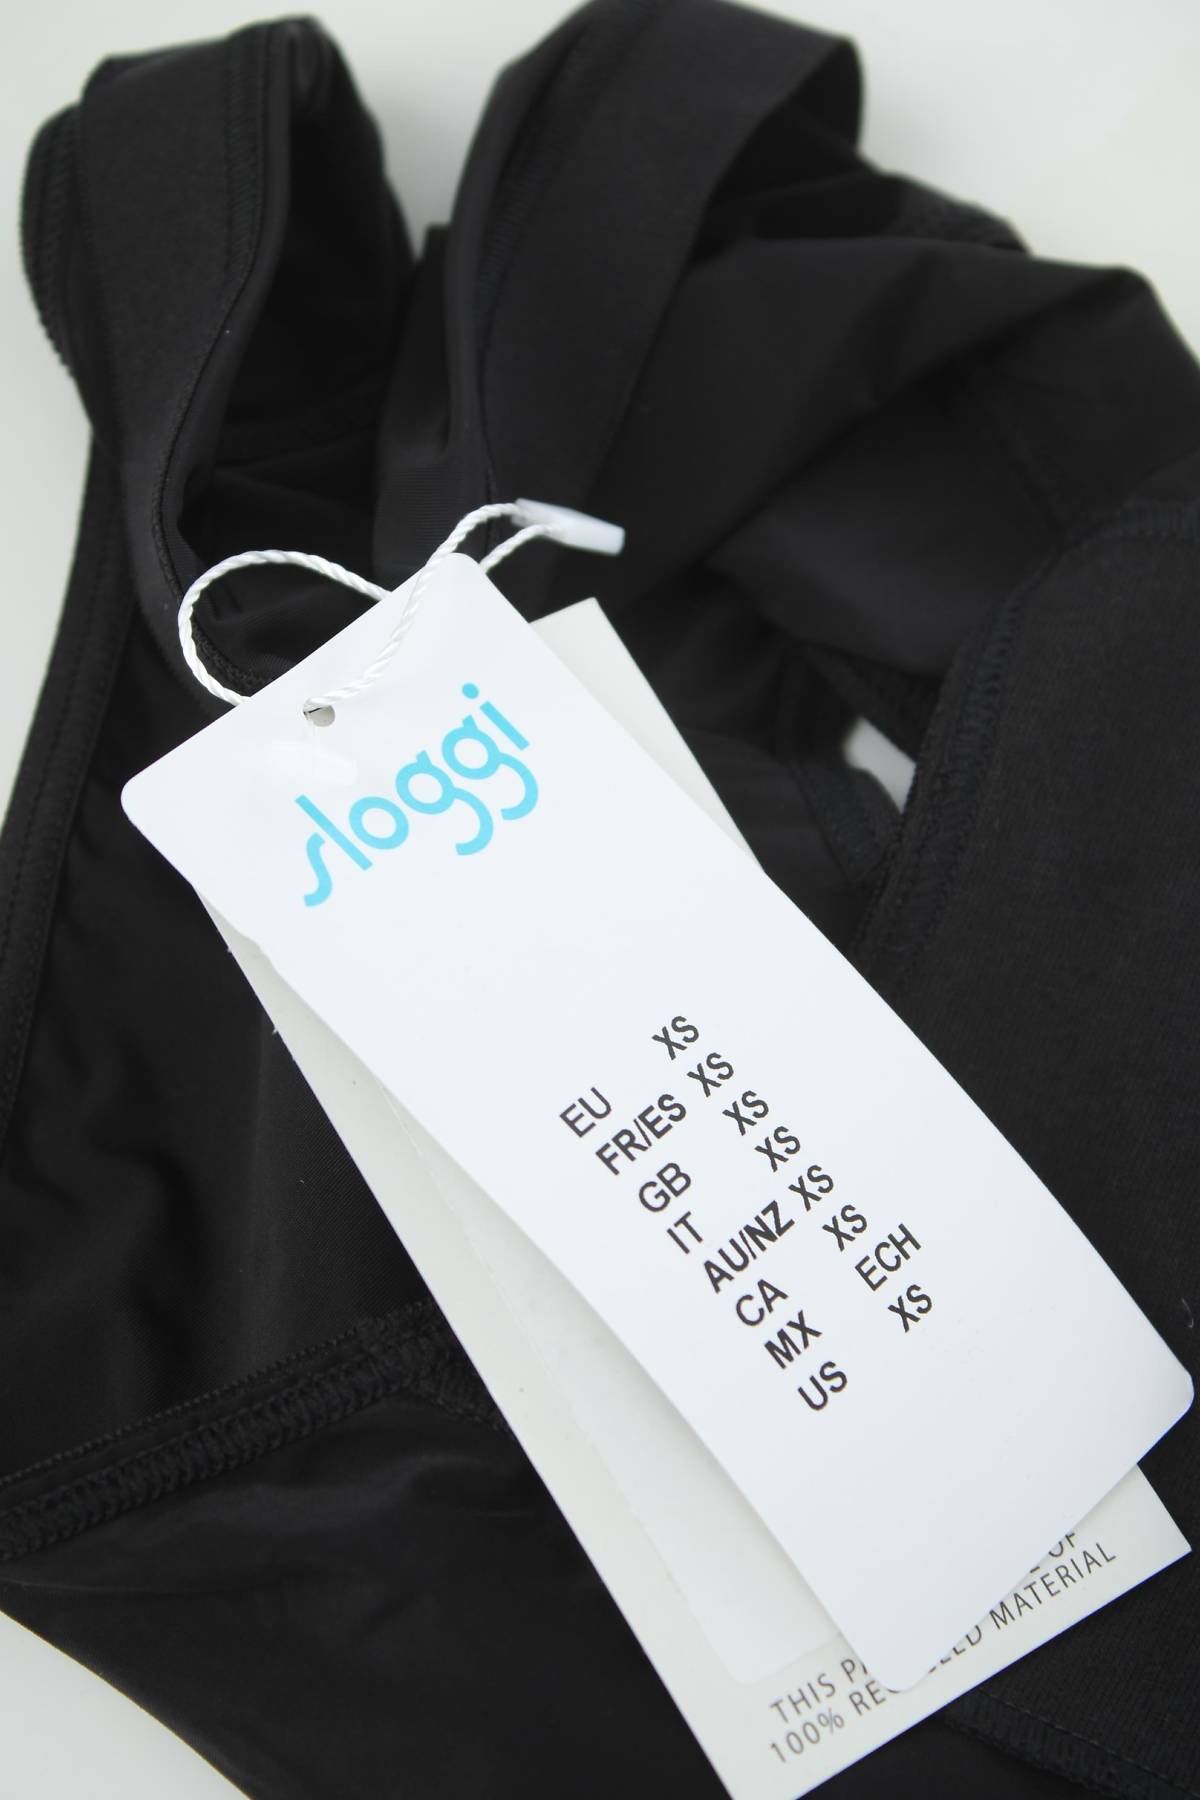 sloggi
EU XS
FR/ES XS
GB XS
IT XS
AU/NZ XS
CA XS
MX ECH
US XS
THIS OF
100% MATERIAL